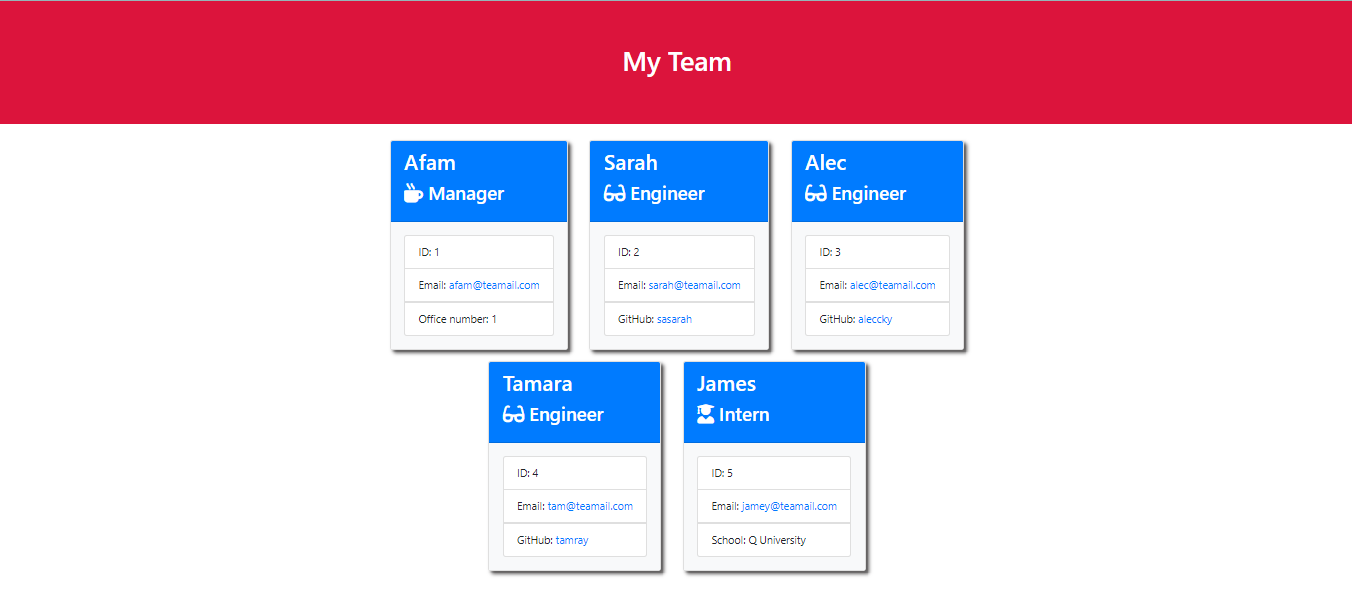 My Team
Afam
Manager
ID: 1
Email: afam@teamail.com
Office number: 1
Sarah
Engineer
ID: 2
Email: sarah@teamail.com
GitHub: sasarah
Alec
Engineer
ID: 3
Email: alec@teamail.com
GitHub: aleccky
Tamara
Engineer
ID: 4
Email: tam@teamail.com
GitHub: tamray
James
Intern
ID: 5
Email: jamey@teamail.com
School: Q University